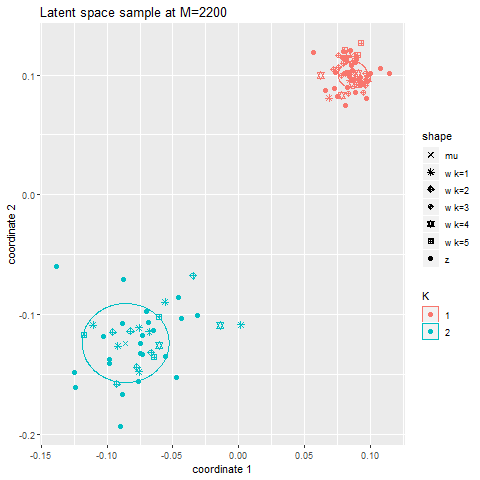 Latent space sample at M=2200
coordinate 2
0.1
0.0
-0.1
-0.2
-0.15
-0.10
-0.05
0.00
0.05
0.10
coordinate 1
shape
mu
w k=1
w k=2
w k=3
w k=4
w k=5
z
K
1
2